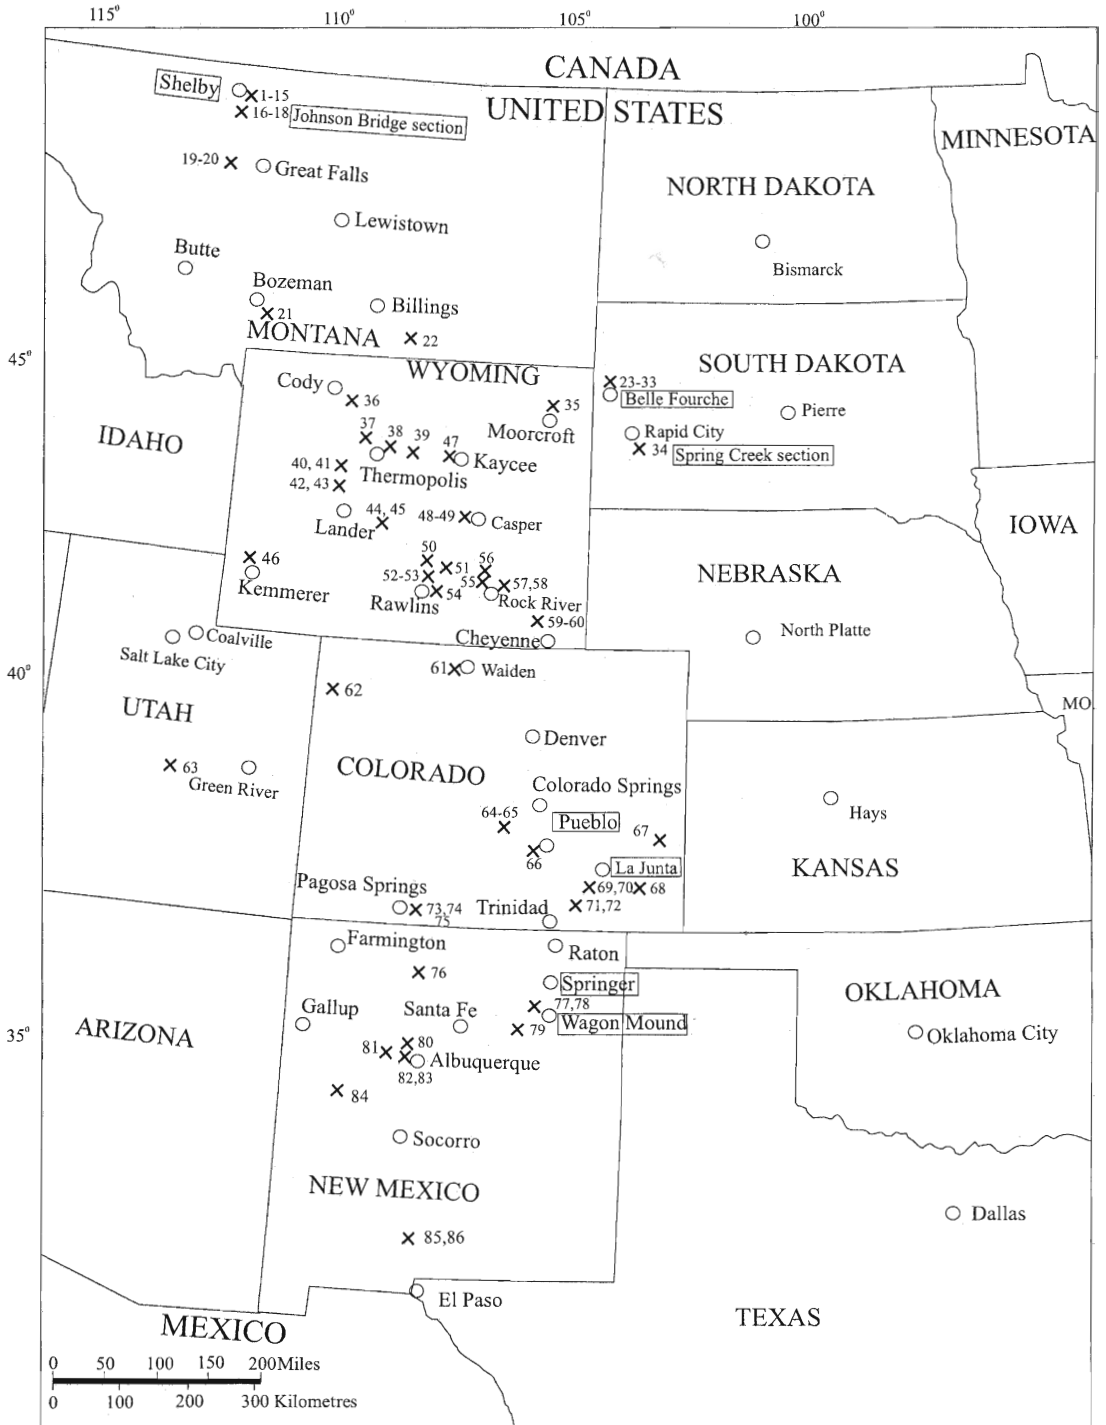 115° 110° 105° 100°
CANADA
Shelby
1-15
16-18 Johnson Bridge section
UNITED STATES
MINNESOTA
19-20
Great Falls
NORTH DAKOTA
Lewistown
Butte
Bismarck
Bozeman
Billings
21
MONTANA
22
45°
WYOMING
SOUTH DAKOTA
Cody
36
35
23-33
Belle Fourche
Pierre
Moorcroft
Rapid City
34 Spring Creek section
IDAHO
37
38
39
47
Kaycee
40, 41
Thermopolis
42, 43
44, 45
48-49
Casper
Lander
IOWA
46
Kemmerer
50
51
56
52-53
55
57,58
54
Rawlins
Rock River
59-60
Cheyenne
NEBRASKA
North Platte
Coalville
Salt Lake City
40°
61
Walden
62
MO
UTAH
Denver
63
Green River
COLORADO
Colorado Springs
64-65
Pueblo
66
67
Hays
La Junta
KANSAS
Pagosa Springs
69,70
68
73,74
75
Trinidad
71,72
Farmington
Raton
76
Springer
OKLAHOMA
Gallup
Santa Fe
77,78
Wagon Mound
35°
ARIZONA
79
Oklahoma City
81
80
Albuquerque
82,83
84
Socorro
NEW MEXICO
Dallas
85,86
El Paso
TEXAS
MEXICO
0 50 100 150 200Miles
0 100 200 300 Kilometres